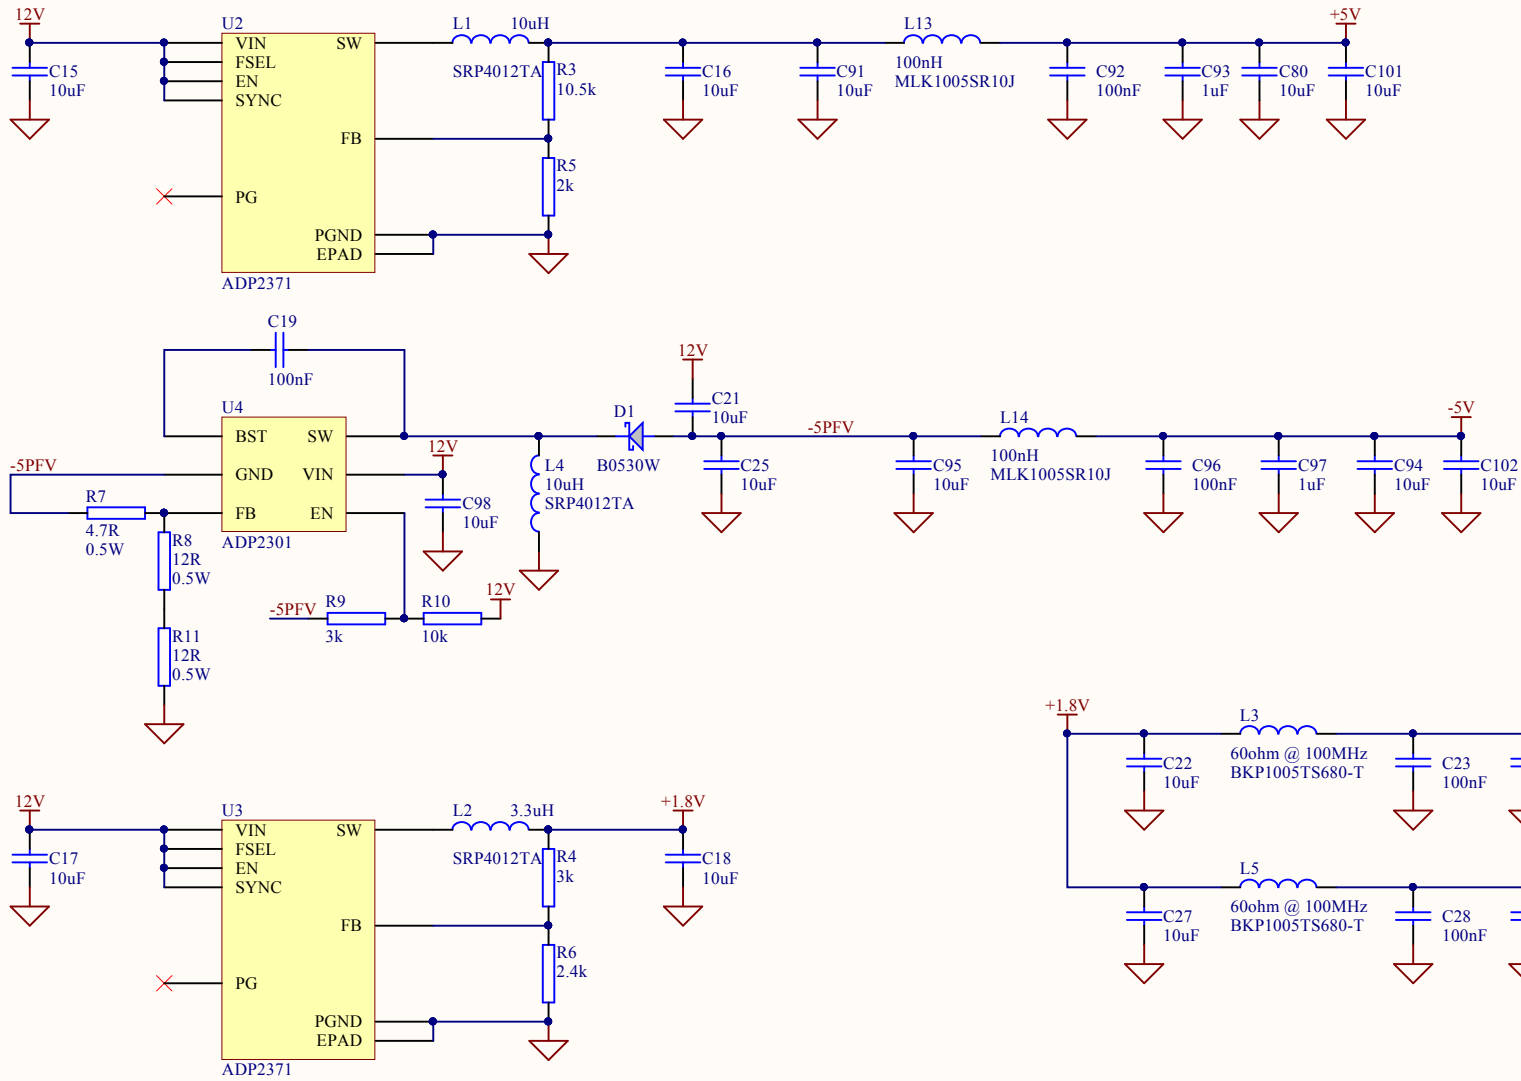 12V
C15
10uF
U2
VIN
FSEL
EN
SYNC
PG
SW
FB
PGND
EPAD
ADP2371
L1 10uH
SRP4012TA
R3
10.5k
R5
2k
C16
10uF
C91
10uF
L13
100nH
MLK1005SR10J
C92
100nF
C93
1uF
C80
10uF
+5V
C101
10uF
C19
100nF
U4
BST
GND
FB
SW
VIN
EN
ADP2301
-5PFV
R7
4.7R
0.5W
R8
12R
0.5W
R11
12R
0.5W
12V
C98
10uF
-5PFV
R9
3k
R10
10k
12V
L4
10uH
SRP4012TA
D1
B0530W
12V
C21
10uF
C25
10uF
-5PFV
C95
10uF
L14
100nH
MLK1005SR10J
C96
100nF
C97
1uF
C94
10uF
-5V
C102
10uF
12V
C17
10uF
U3
VIN
FSEL
EN
SYNC
PG
SW
FB
PGND
EPAD
ADP2371
L2 3.3uH
SRP4012TA
R4
3k
R6
2.4k
+1.8V
C18
10uF
+1.8V
C22
10uF
L3
60ohm @ 100MHz
BKP1005TS680-T
C23
100nF
C27
10uF
L5
60ohm @ 100MHz
BKP1005TS680-T
C28
100nF